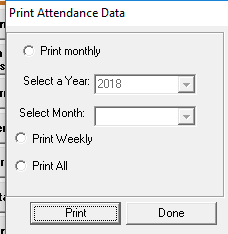 Print Attendance Data
Print monthly
Select a Year: 2018
Select Month:
Print Weekly
Print All
Print Done